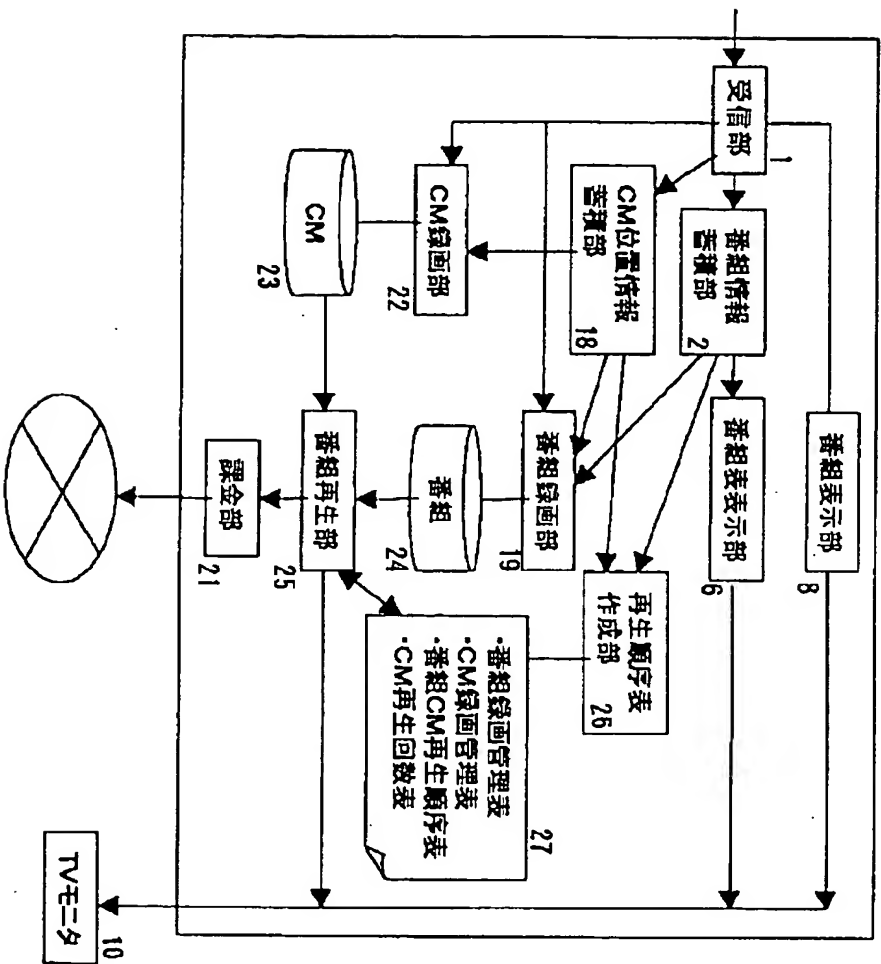 番組表示部
8
受信部
1
番組情報
蓄積部
2
番組表表示部
6
CM位置情報
蓄積部
18
再生順序表
作成部
26
CM録画部
22
番組録画部
19
・番組録画管理表
・CM録画管理表
・番組CM再生順序表
・CM再生回数表
27
CM
23
番組
24
番組再生部
25
課金部
21
TVモニタ
10